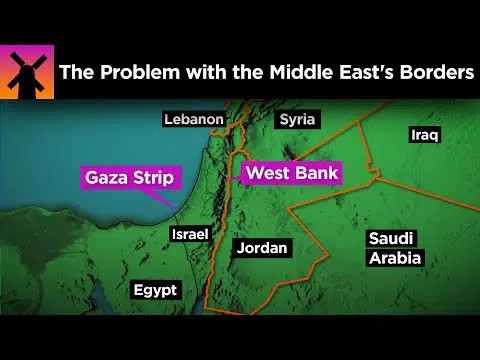 The Problem with the Middle East's Borders
Lebanon
Syria
Iraq
Gaza Strip
West Bank
Israel
Jordan
Saudi
Arabia
Egypt